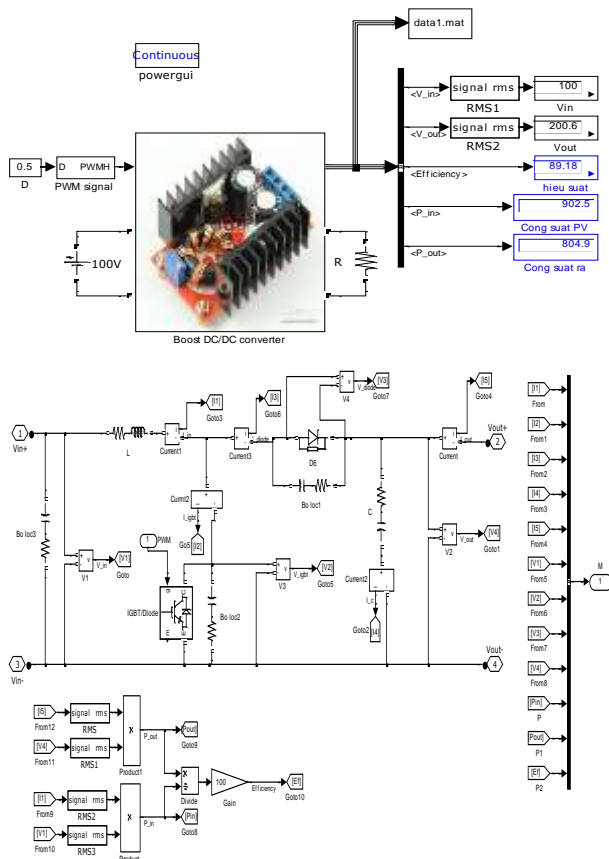 data1.mat
Continuous
powergui
<V_in>
signal rms
100
RMS1
Vin
<V_out>
signal rms
200.6
RMS2
Vout
0.5
D
D PWMH
PWM signal
<Efficiency>
89.18
hieu suat
<P_in>
902.5
Cong suat PV
<P_out>
804.9
Cong suat ra
100V
R
Boost DC/DC converter
[I1]
Goto3
[I3]
Goto6
V4
V_diode
[V3]
Goto7
[I5]
Goto4
1
Vin+
L
Current1
i_in
Current3
i_diode
D6
Current
2
Vout+
Bo loc1
Bo loc3
Currnt2
I_igbt
[I2]
Go5
C
V1
V_in
[V1]
Goto
1
PWM
IGBT/Diode
g
C
E
m
V3
V_igbt
[V2]
Goto5
Bo loc2
Current2
I_c
[I4]
Goto2
V2
V_out
[V4]
Goto1
3
Vin-
Vout-
4
[I1]
From
[I2]
From1
[I3]
From2
[I4]
From3
[I5]
From4
[V1]
From5
[V2]
From6
[V3]
From7
[V4]
From8
[Pin]
P
[Pout]
P1
[Ef]
P2
M
1
[I5]
From12
signal rms
RMS
[V4]
From11
signal rms
RMS1
×
Product1
P_out
[Pout]
Goto9
[I1]
From9
signal rms
RMS2
[V1]
From10
signal rms
RMS3
×
Product
P_in
[Pin]
Goto8
×
÷
Divide
100
Gain
Efficiency
[Ef]
Goto10